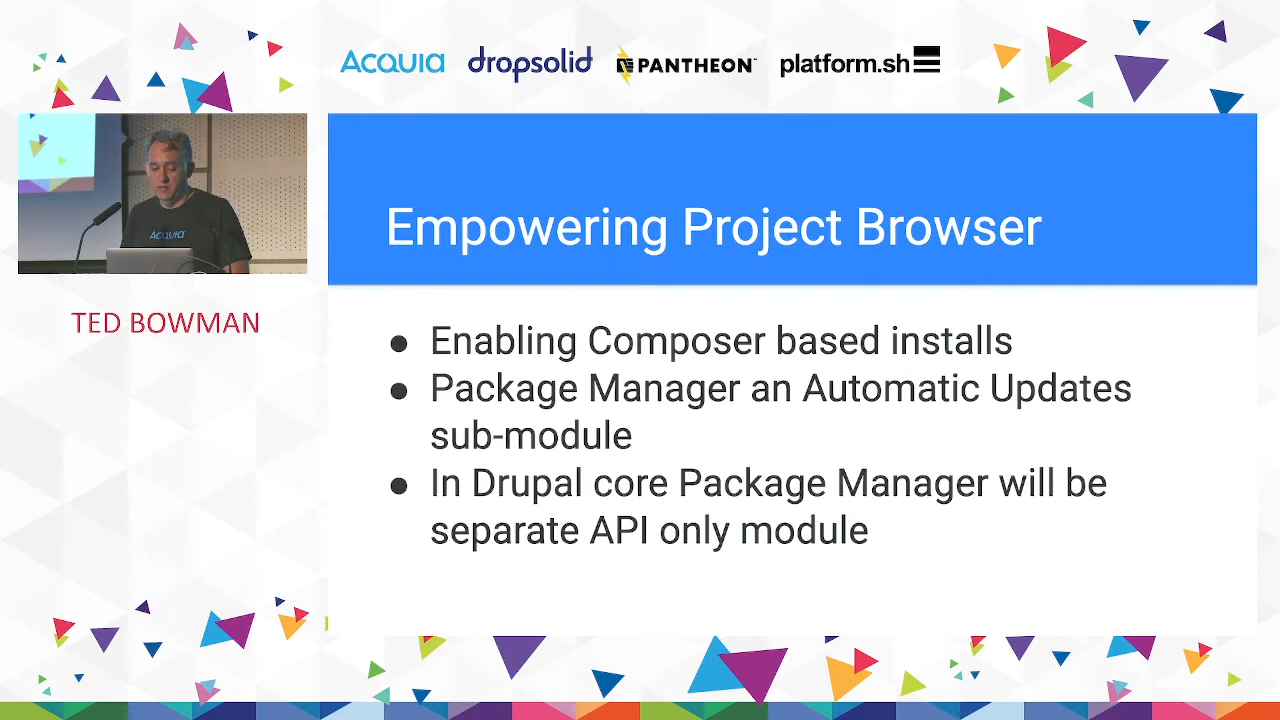 Acquia
dropsolid
PANTHEON
platform.sh
Acquia
TED BOWMAN
Empowering Project Browser
● Enabling Composer based installs
● Package Manager an Automatic Updates
sub-module
● In Drupal core Package Manager will be
separate API only module